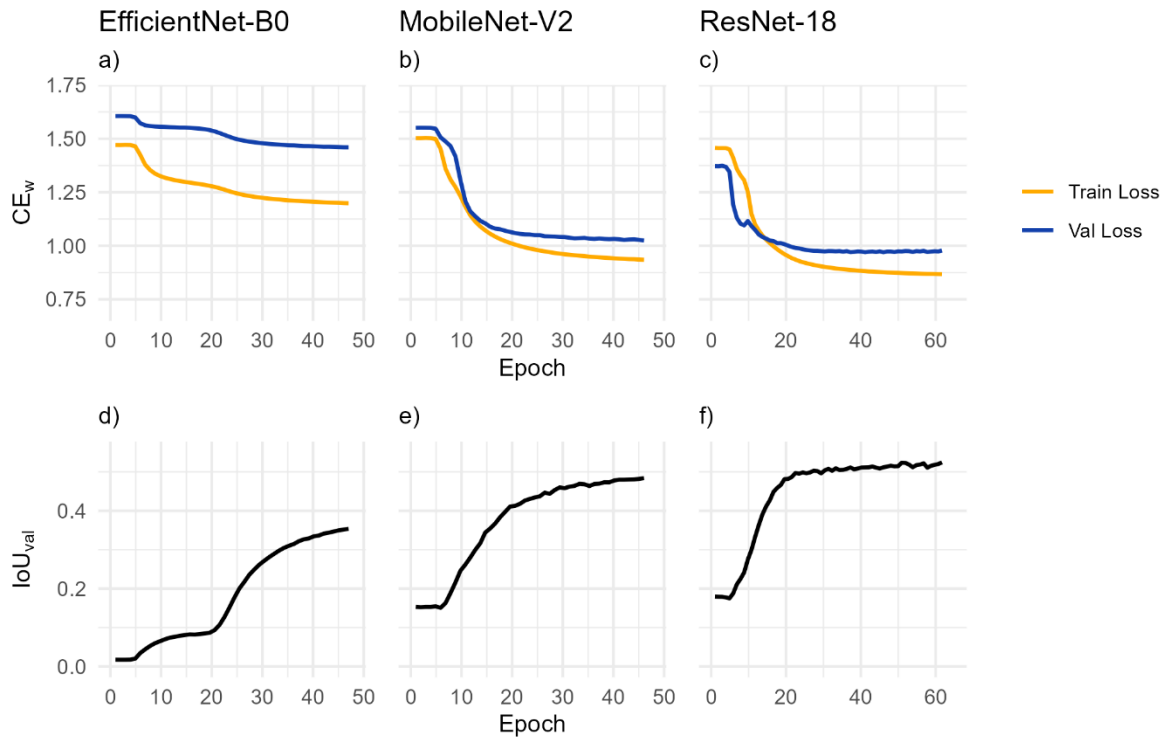 EfficientNet-B0 MobileNet-V2 ResNet-18
a) b) c)
CE_w
1.75
1.50
1.25
1.00
0.75
0 10 20 30 40 50 0 10 20 30 40 50 0 20 40 60
Epoch
Train Loss
Val Loss
d) e) f)
IoU_val
0.4
0.2
0.0
0 10 20 30 40 50 0 10 20 30 40 50 0 20 40 60
Epoch